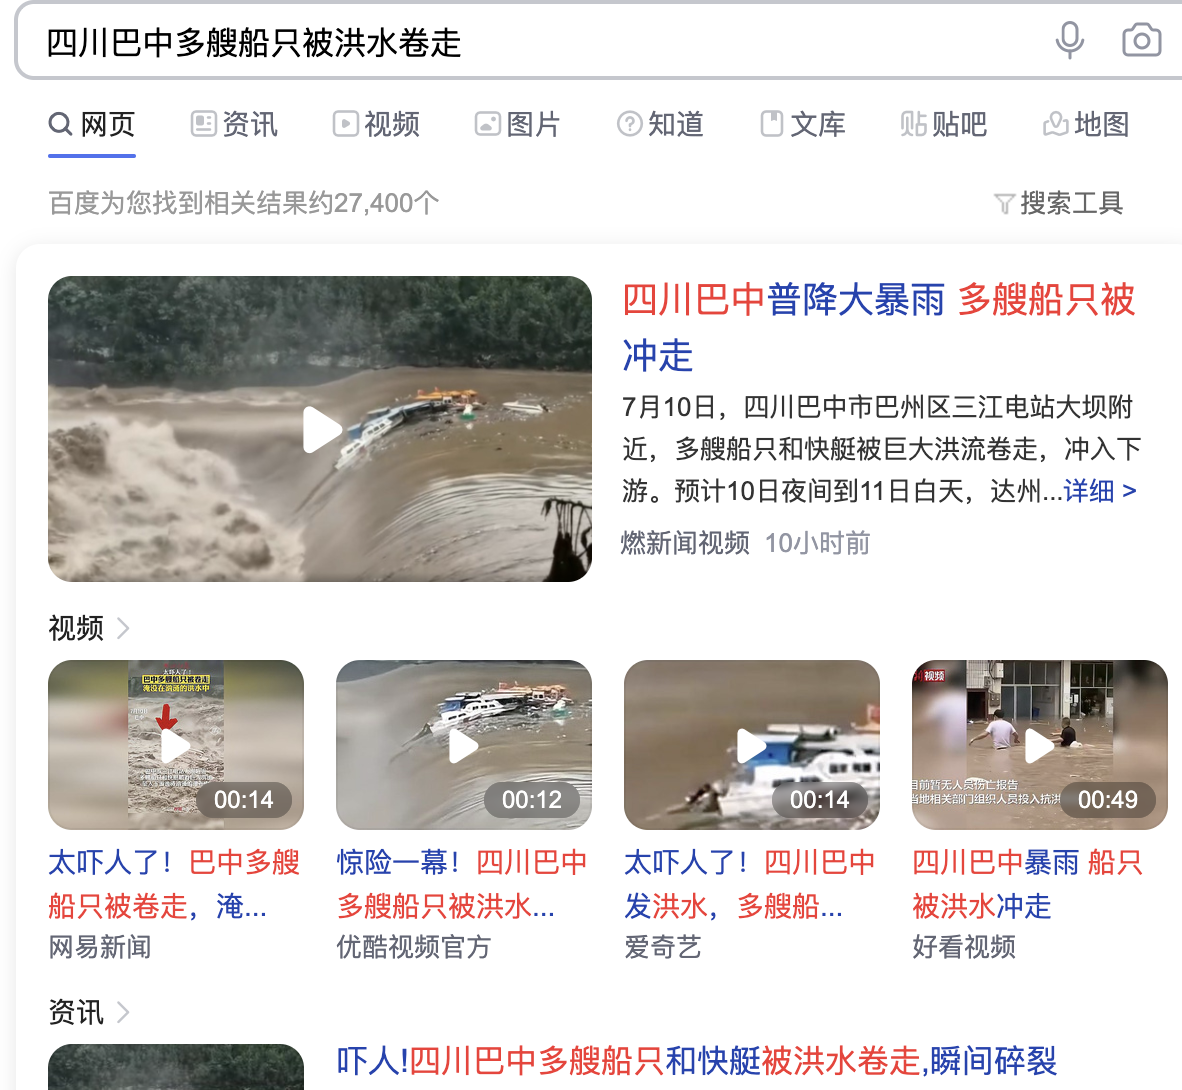 四川巴中多艘船只被洪水卷走
网页 资讯 视频 图片 知道 文库 贴吧 地图
百度为您找到相关结果约27,400个 搜索工具
四川巴中普降大暴雨 多艘船只被
冲走
7月10日，四川巴中市巴州区三江电站大坝附
近，多艘船只和快艇被巨大洪流卷走，冲入下
游。预计10日夜间到11日白天，达州...详细 >
燃新闻视频 10小时前
视频
太吓人了！
巴中多艘船只被卷走
淹没在汹涌的洪水中
00:14
00:12
00:14
视频
目前暂无人员伤亡报告
当地相关部门组织人员投入抗洪
00:49
太吓人了！巴中多艘
船只被卷走，淹...
网易新闻
惊险一幕！四川巴中
多艘船只被洪水...
优酷视频官方
太吓人了！四川巴中
发洪水，多艘船...
爱奇艺
四川巴中暴雨 船只
被洪水冲走
好看视频
资讯
吓人!四川巴中多艘船只和快艇被洪水卷走,瞬间碎裂